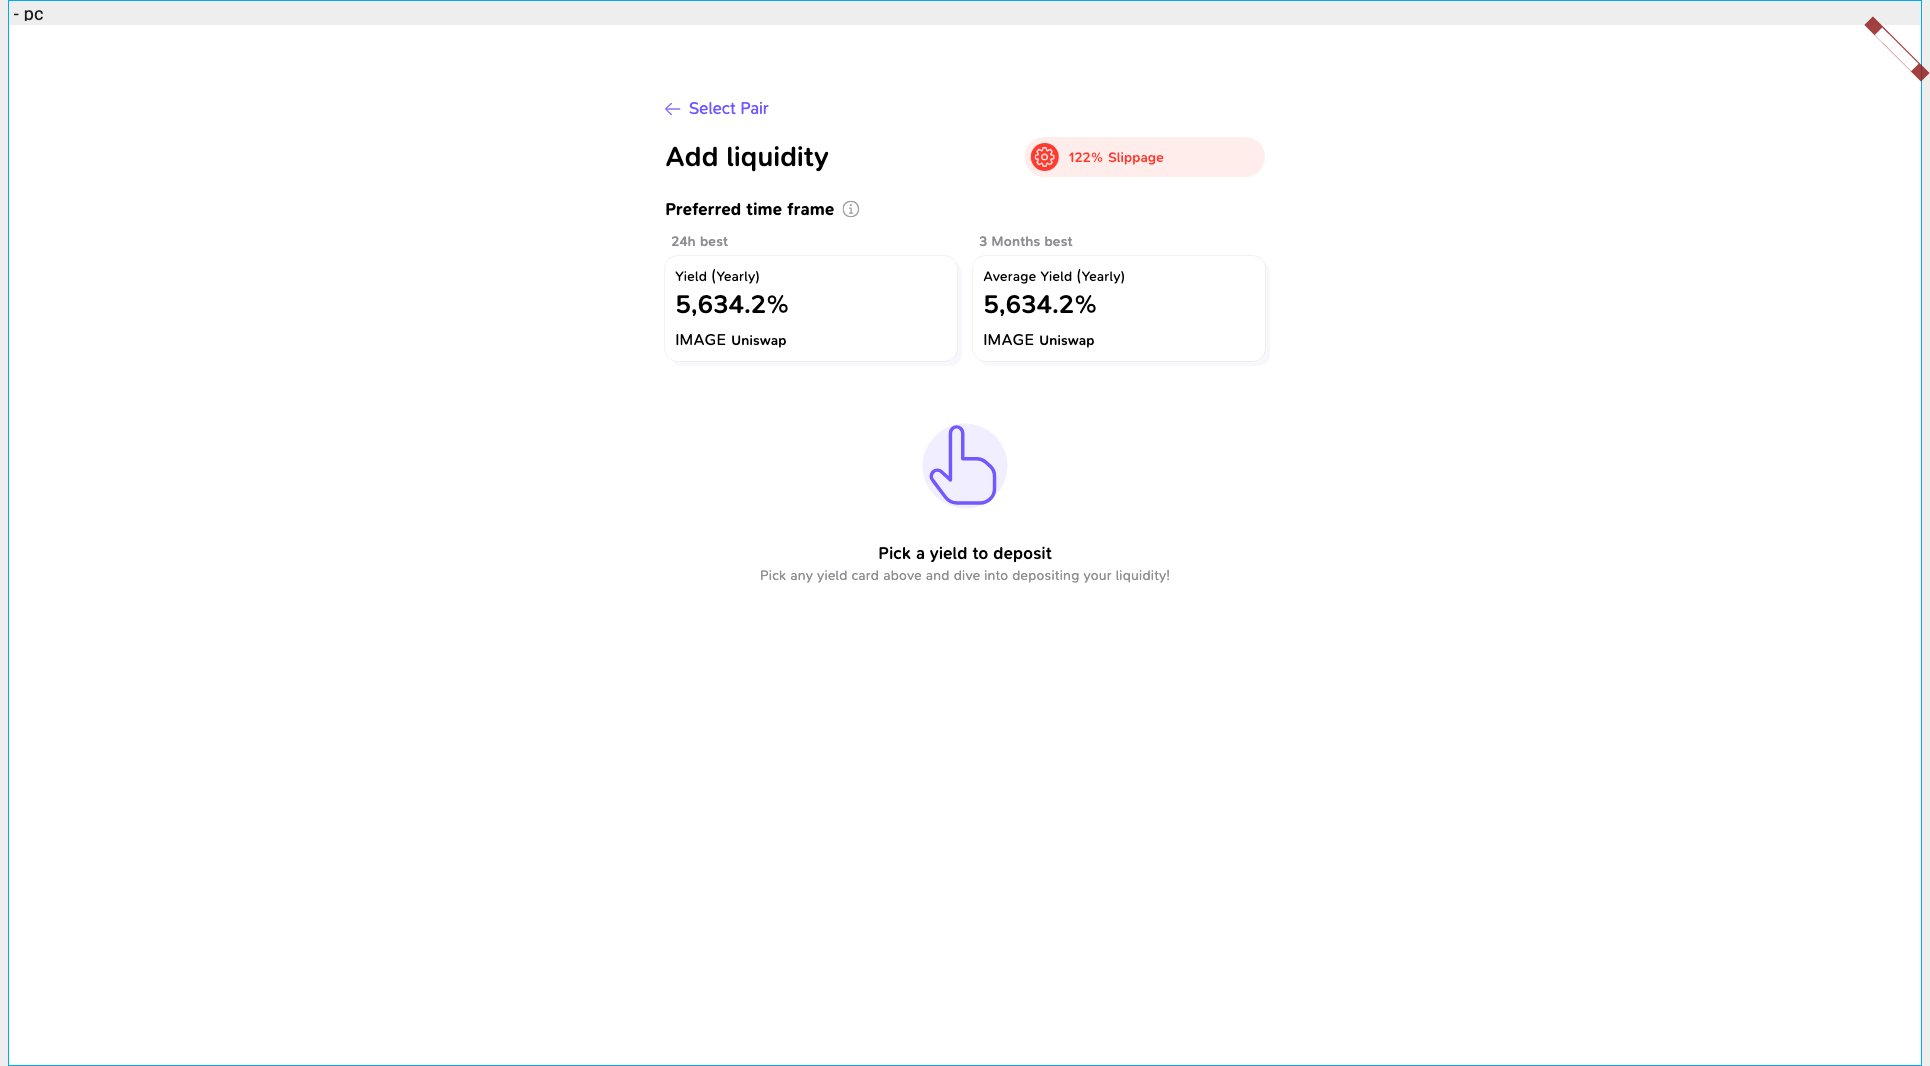 - pc
Select Pair
Add liquidity
122% Slippage
Preferred time frame
24h best
3 Months best
Yield (Yearly)
5,634.2%
IMAGE Uniswap
Average Yield (Yearly)
5,634.2%
IMAGE Uniswap
Pick a yield to deposit
Pick any yield card above and dive into depositing your liquidity!